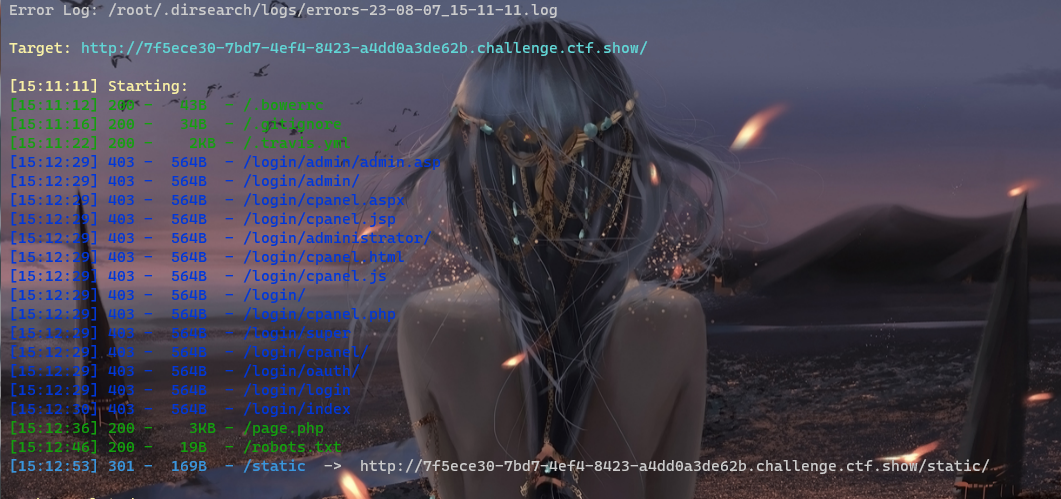 Error Log: /root/.dirsearch/logs/errors-23-08-07_15-11-11.log
Target: http://7f5ece30-7bd7-4ef4-8423-a4dd0a3de62b.challenge.ctf.show/
[15:11:11] Starting:
[15:11:12] 200 - - /.bowerrc
[15:11:16] 200 - 34B - /.gitignore
[15:11:22] 200 - - /.travis.yml
[15:12:29] 403 - 564B - /login/admin/admin.asp
[15:12:29] 403 - 564B - /login/admin/
[15:12:29] 403 - 564B - /login/cpanel.aspx
[15:12:29] 403 - 564B - /login/cpanel.jsp
[15:12:29] 403 - 564B - /login/administrator/
[15:12:29] 403 - 564B - /login/cpanel.html
[15:12:29] 403 - 564B - /login/cpanel.js
[15:12:29] 403 - 564B - /login/
[15:12:29] 403 - 564B - /login/cpanel.php
[15:12:29] 403 - 564B - /login/super
[15:12:29] 403 - 564B - /login/cpanel/
[15:12:29] 403 - 564B - /login/oauth/
[15:12:29] 403 - 564B - /login/login
[15:12:30] 403 - 564B - /login/index
[15:12:36] 200 - 3KB - /page.php
[15:12:46] 200 - 19B - /robots.txt
[15:12:53] 301 - 169B - /static -> http://7f5ece30-7bd7-4ef4-8423-a4dd0a3de62b.challenge.ctf.show/static/